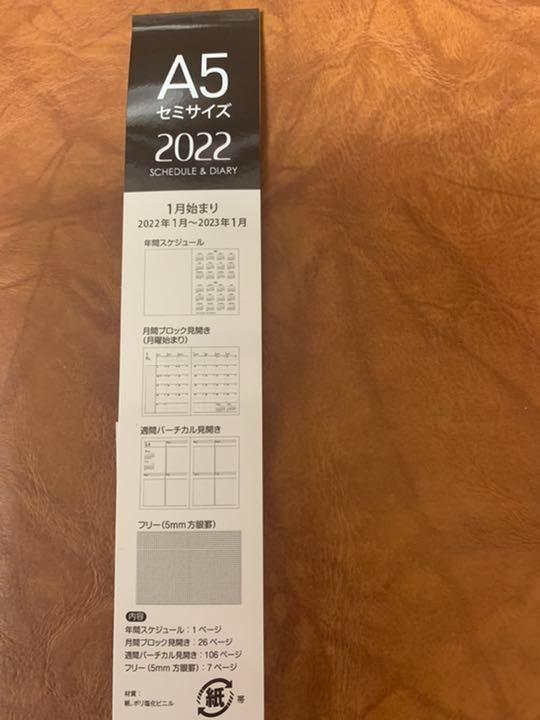 A5
セミサイズ
2022
SCHEDULE & DIARY
1月始まり
2022年1月〜2023年1月
年間スケジュール
月間ブロック見開き
(月曜始まり)
週間バーチカル見開き
フリー(5mm方眼罫)
内容
年間スケジュール:1ページ
月間ブロック見開き:26ページ
週間バーチカル見開き:106ページ
フリー(5mm方眼罫):7ページ
材質:
紙、ポリ塩化ビニル
紙
帯